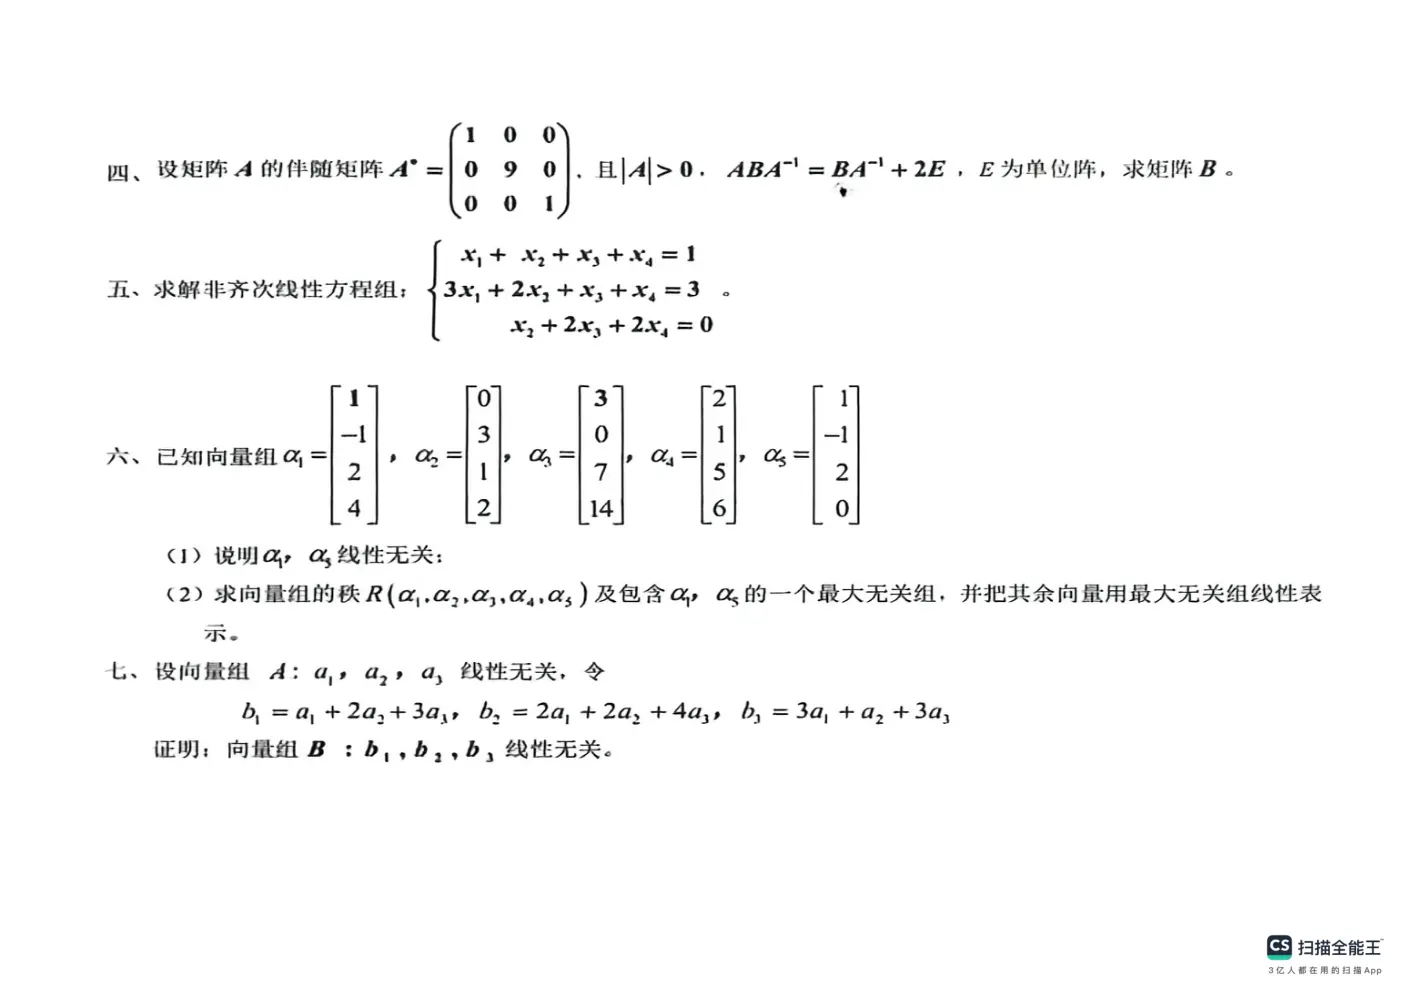 四、设矩阵 A 的伴随矩阵 A* = (1 0 0; 0 9 0; 0 0 1), 且|A|>0, ABA⁻¹ = BA⁻¹ + 2E, E 为单位阵, 求矩阵 B 。
五、求解非齐次线性方程组: { x₁ + x₂ + x₃ + x₄ = 1
3x₁ + 2x₂ + x₃ + x₄ = 3 。
x₂ + 2x₃ + 2x₄ = 0
六、已知向量组 α₁ = [1 -1 2 4], α₂ = [0 3 1 2], α₃ = [3 0 7 14], α₄ = [2 1 5 6], α₅ = [1 -1 2 0]
(1) 说明α₁, α₅ 线性无关;
(2) 求向量组的秩 R(α₁,α₂,α₃,α₄,α₅) 及包含 α₁, α₅ 的一个最大无关组, 并把其余向量用最大无关组线性表
示。
七、设向量组 A: a₁, a₂, a₃ 线性无关, 令
b₁ = a₁ + 2a₂ + 3a₃, b₂ = 2a₁ + 2a₂ + 4a₃, b₃ = 3a₁ + a₂ + 3a₃
证明: 向量组 B : b₁, b₂, b₃ 线性无关。
CS 扫描全能王
3亿人都在用的扫描App